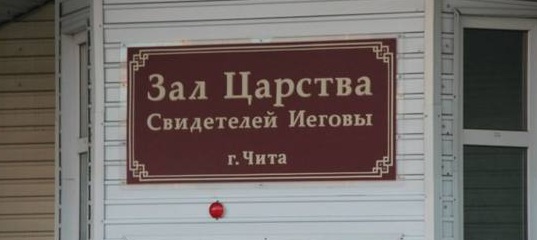 Зал Царства
Свидетелей Иеговы
г. Чита